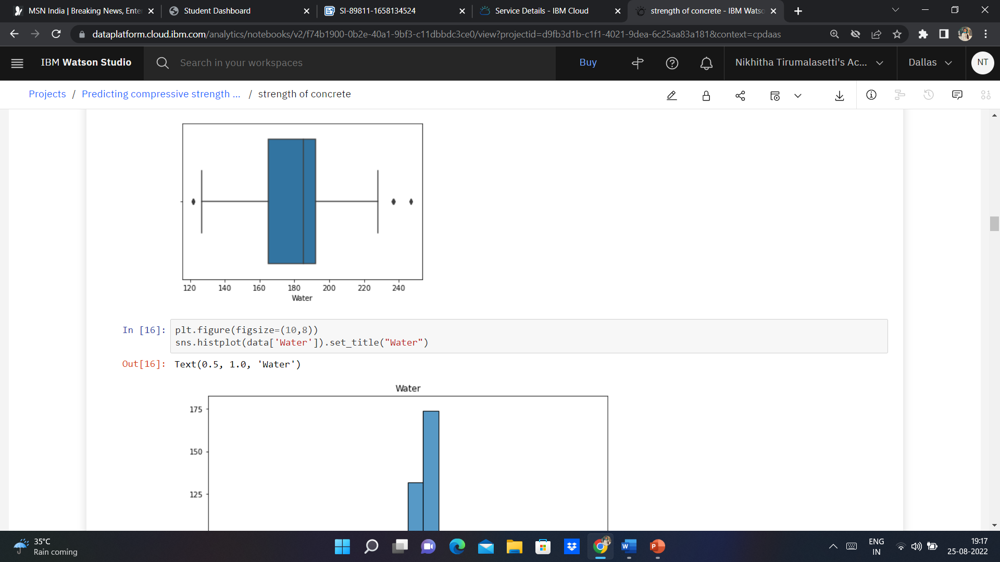 MSN India | Breaking News, Enter
Student Dashboard
SI-89811-1658134524
Service Details - IBM Cloud
strength of concrete - IBM Watso
dataplatform.cloud.ibm.com/analytics/notebooks/v2/f74b1900-0b2e-40a1-9bf3-c11dbbdc3ce0/view?projectid=d9fb3d1b-c1f1-4021-9dea-6c25aa83a181&context=cpdaas
IBM Watson Studio
Search in your workspaces
Buy
Nikhitha Tirumalasetti's Ac...
Dallas
NT
Projects / Predicting compressive strength ... / strength of concrete
120 140 160 180 200 220 240
Water
In [16]: plt.figure(figsize=(10,8))
sns.histplot(data['Water']).set_title("Water")
Out[16]: Text(0.5, 1.0, 'Water')
Water
175
150
125
35°C
Rain coming
ENG
IN
19:17
25-08-2022